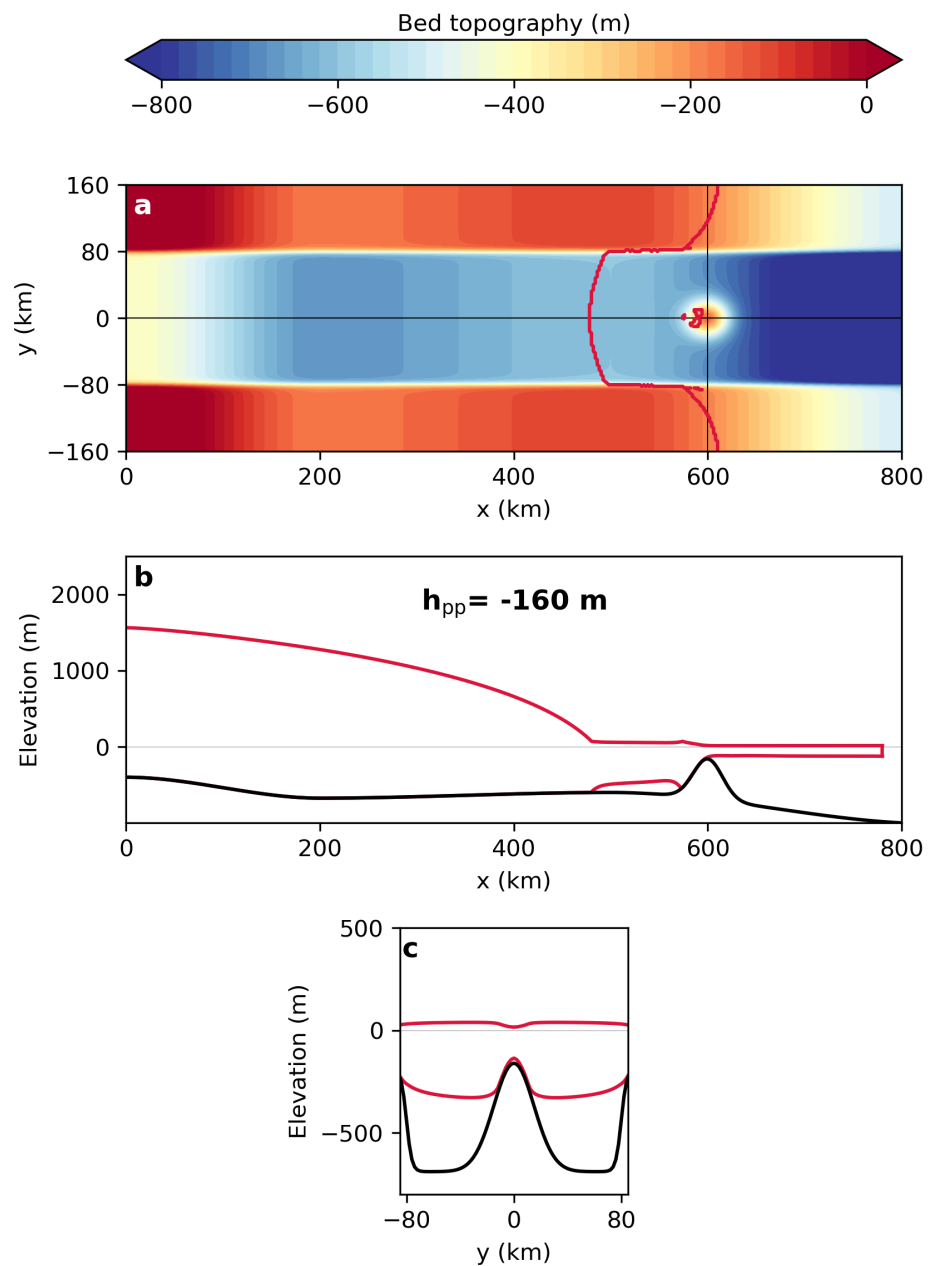 Bed topography (m)
−800 −600 −400 −200 0
a
160
80
0
−80
−160
y (km)
0 200 400 600 800
x (km)
b
h_pp= -160 m
2000
1000
0
Elevation (m)
0 200 400 600 800
x (km)
c
500
0
−500
Elevation (m)
−80 0 80
y (km)